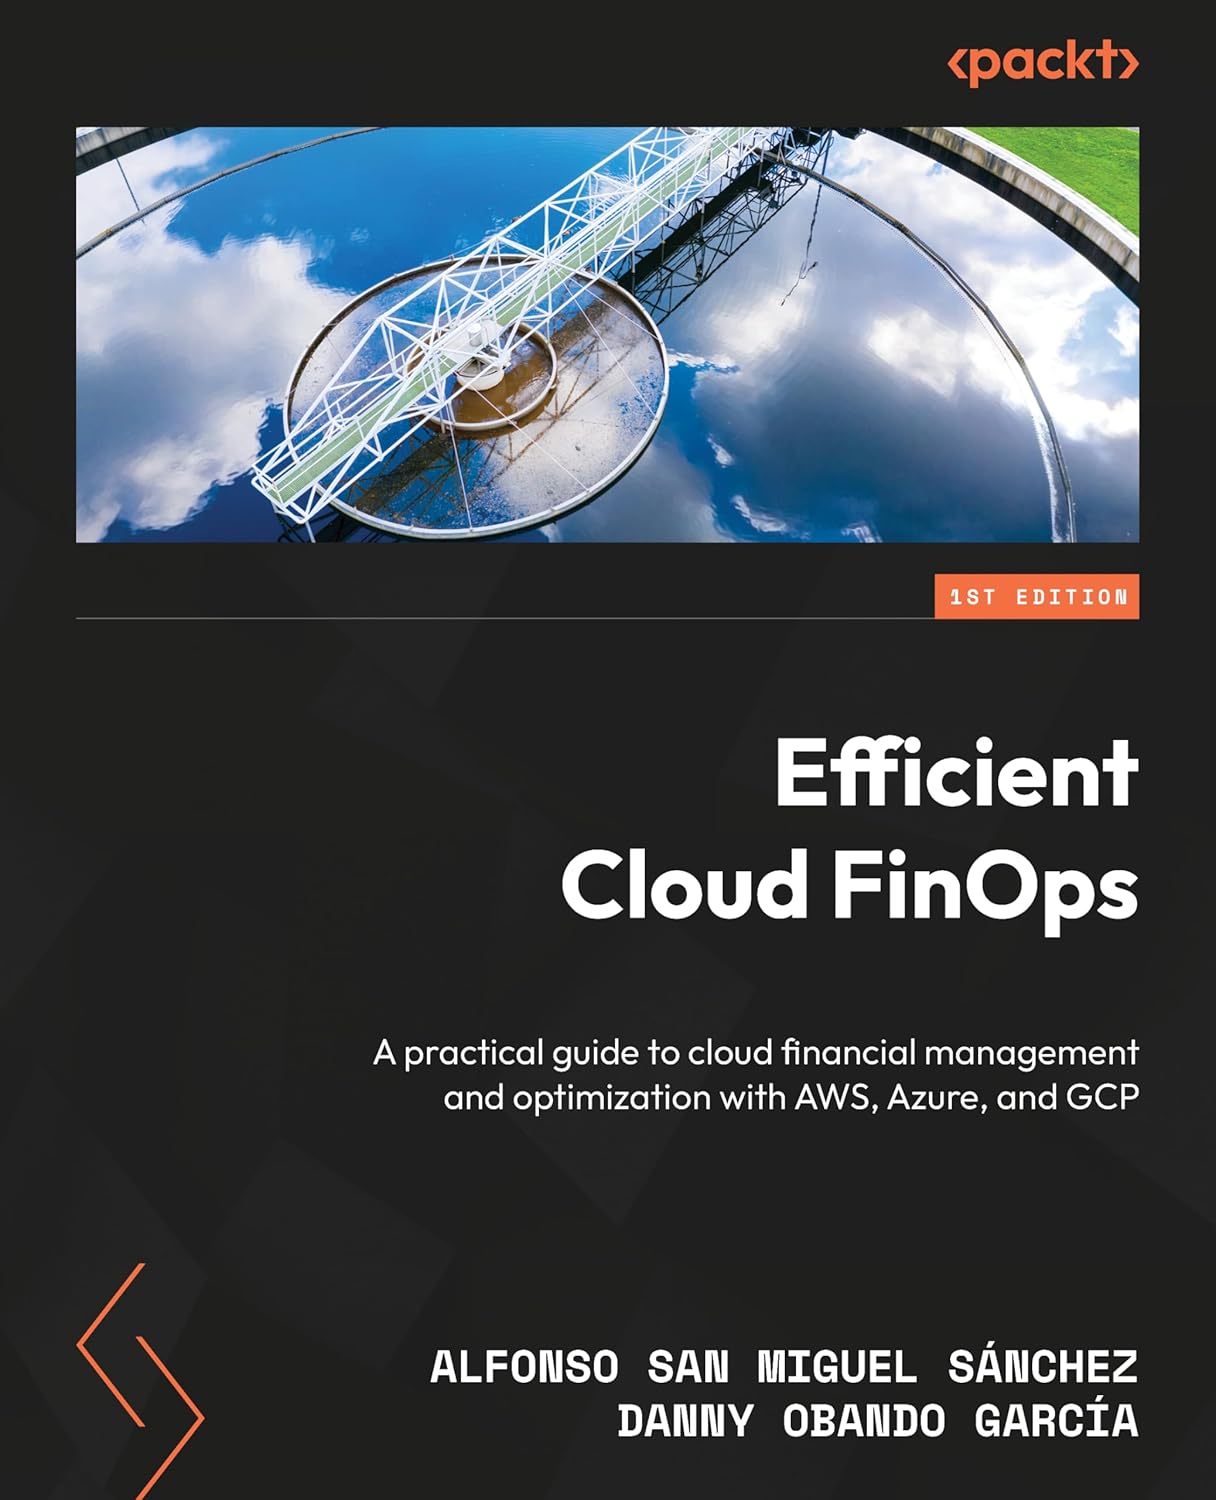 <packt>
1ST EDITION
Efficient
Cloud FinOps
A practical guide to cloud financial management
and optimization with AWS, Azure, and GCP
ALFONSO SAN MIGUEL SÁNCHEZ
DANNY OBANDO GARCÍA